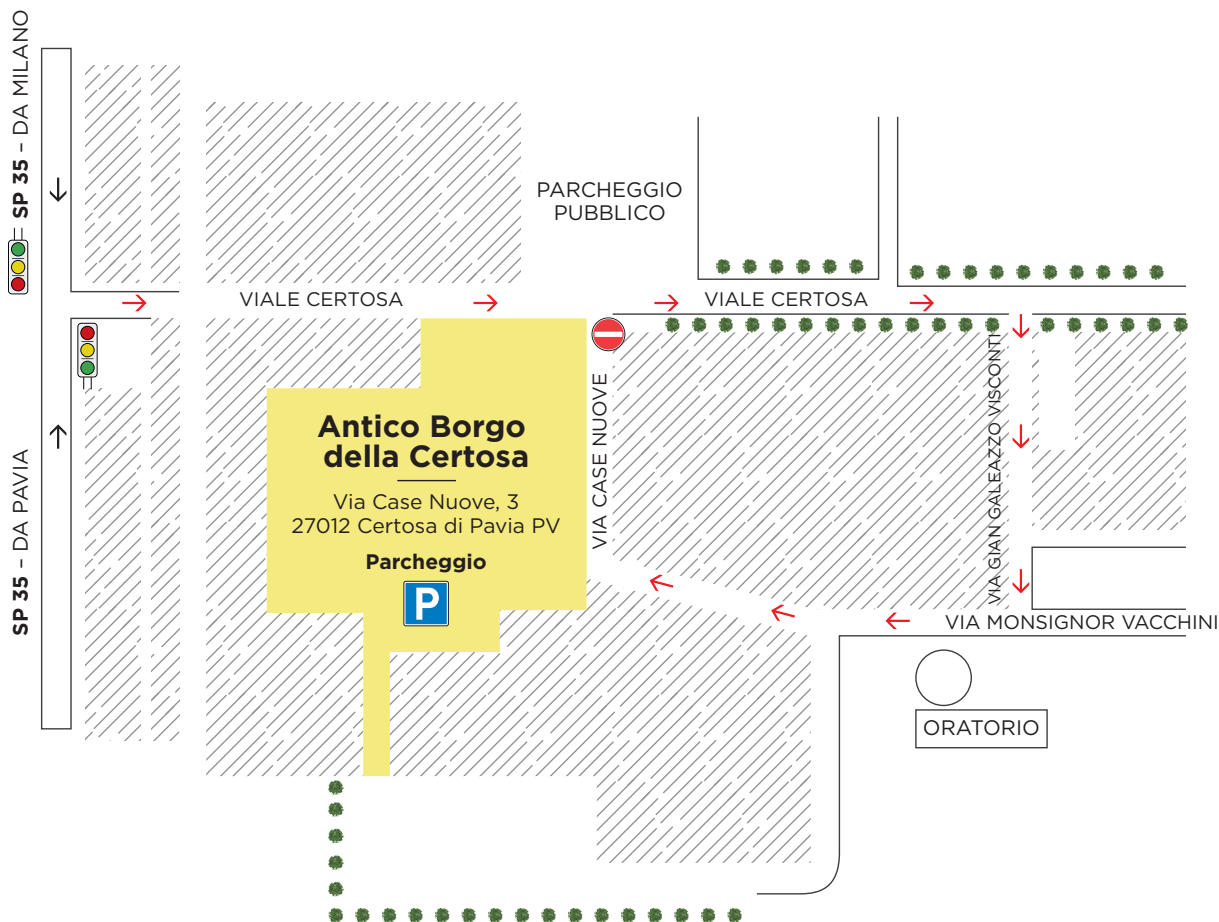 SP 35 – DA MILANO
PARCHEGGIO
PUBBLICO
VIALE CERTOSA
VIALE CERTOSA
VIA CASE NUOVE
VIA GIAN GALEAZZO VISCONTI
Antico Borgo
della Certosa
Via Case Nuove, 3
27012 Certosa di Pavia PV
Parcheggio
P
SP 35 – DA PAVIA
VIA MONSIGNOR VACCHINI
ORATORIO